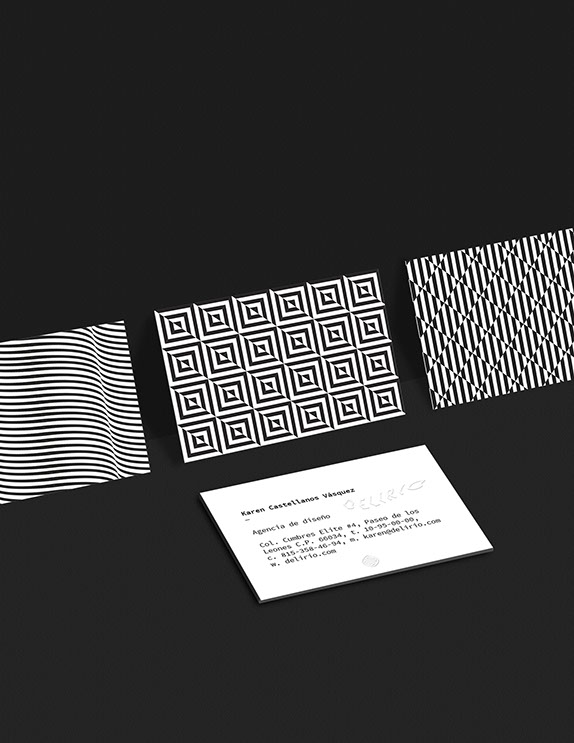 Karen Castellanos Vásquez
DELIRIO
–
Agencia de diseño
Col. Cumbres Elite #4, Paseo de los
Leones C.P. 66034, t. 10-95-00-00,
c. 815-358-46-94, m. karen@delirio.com
w. delirio.com